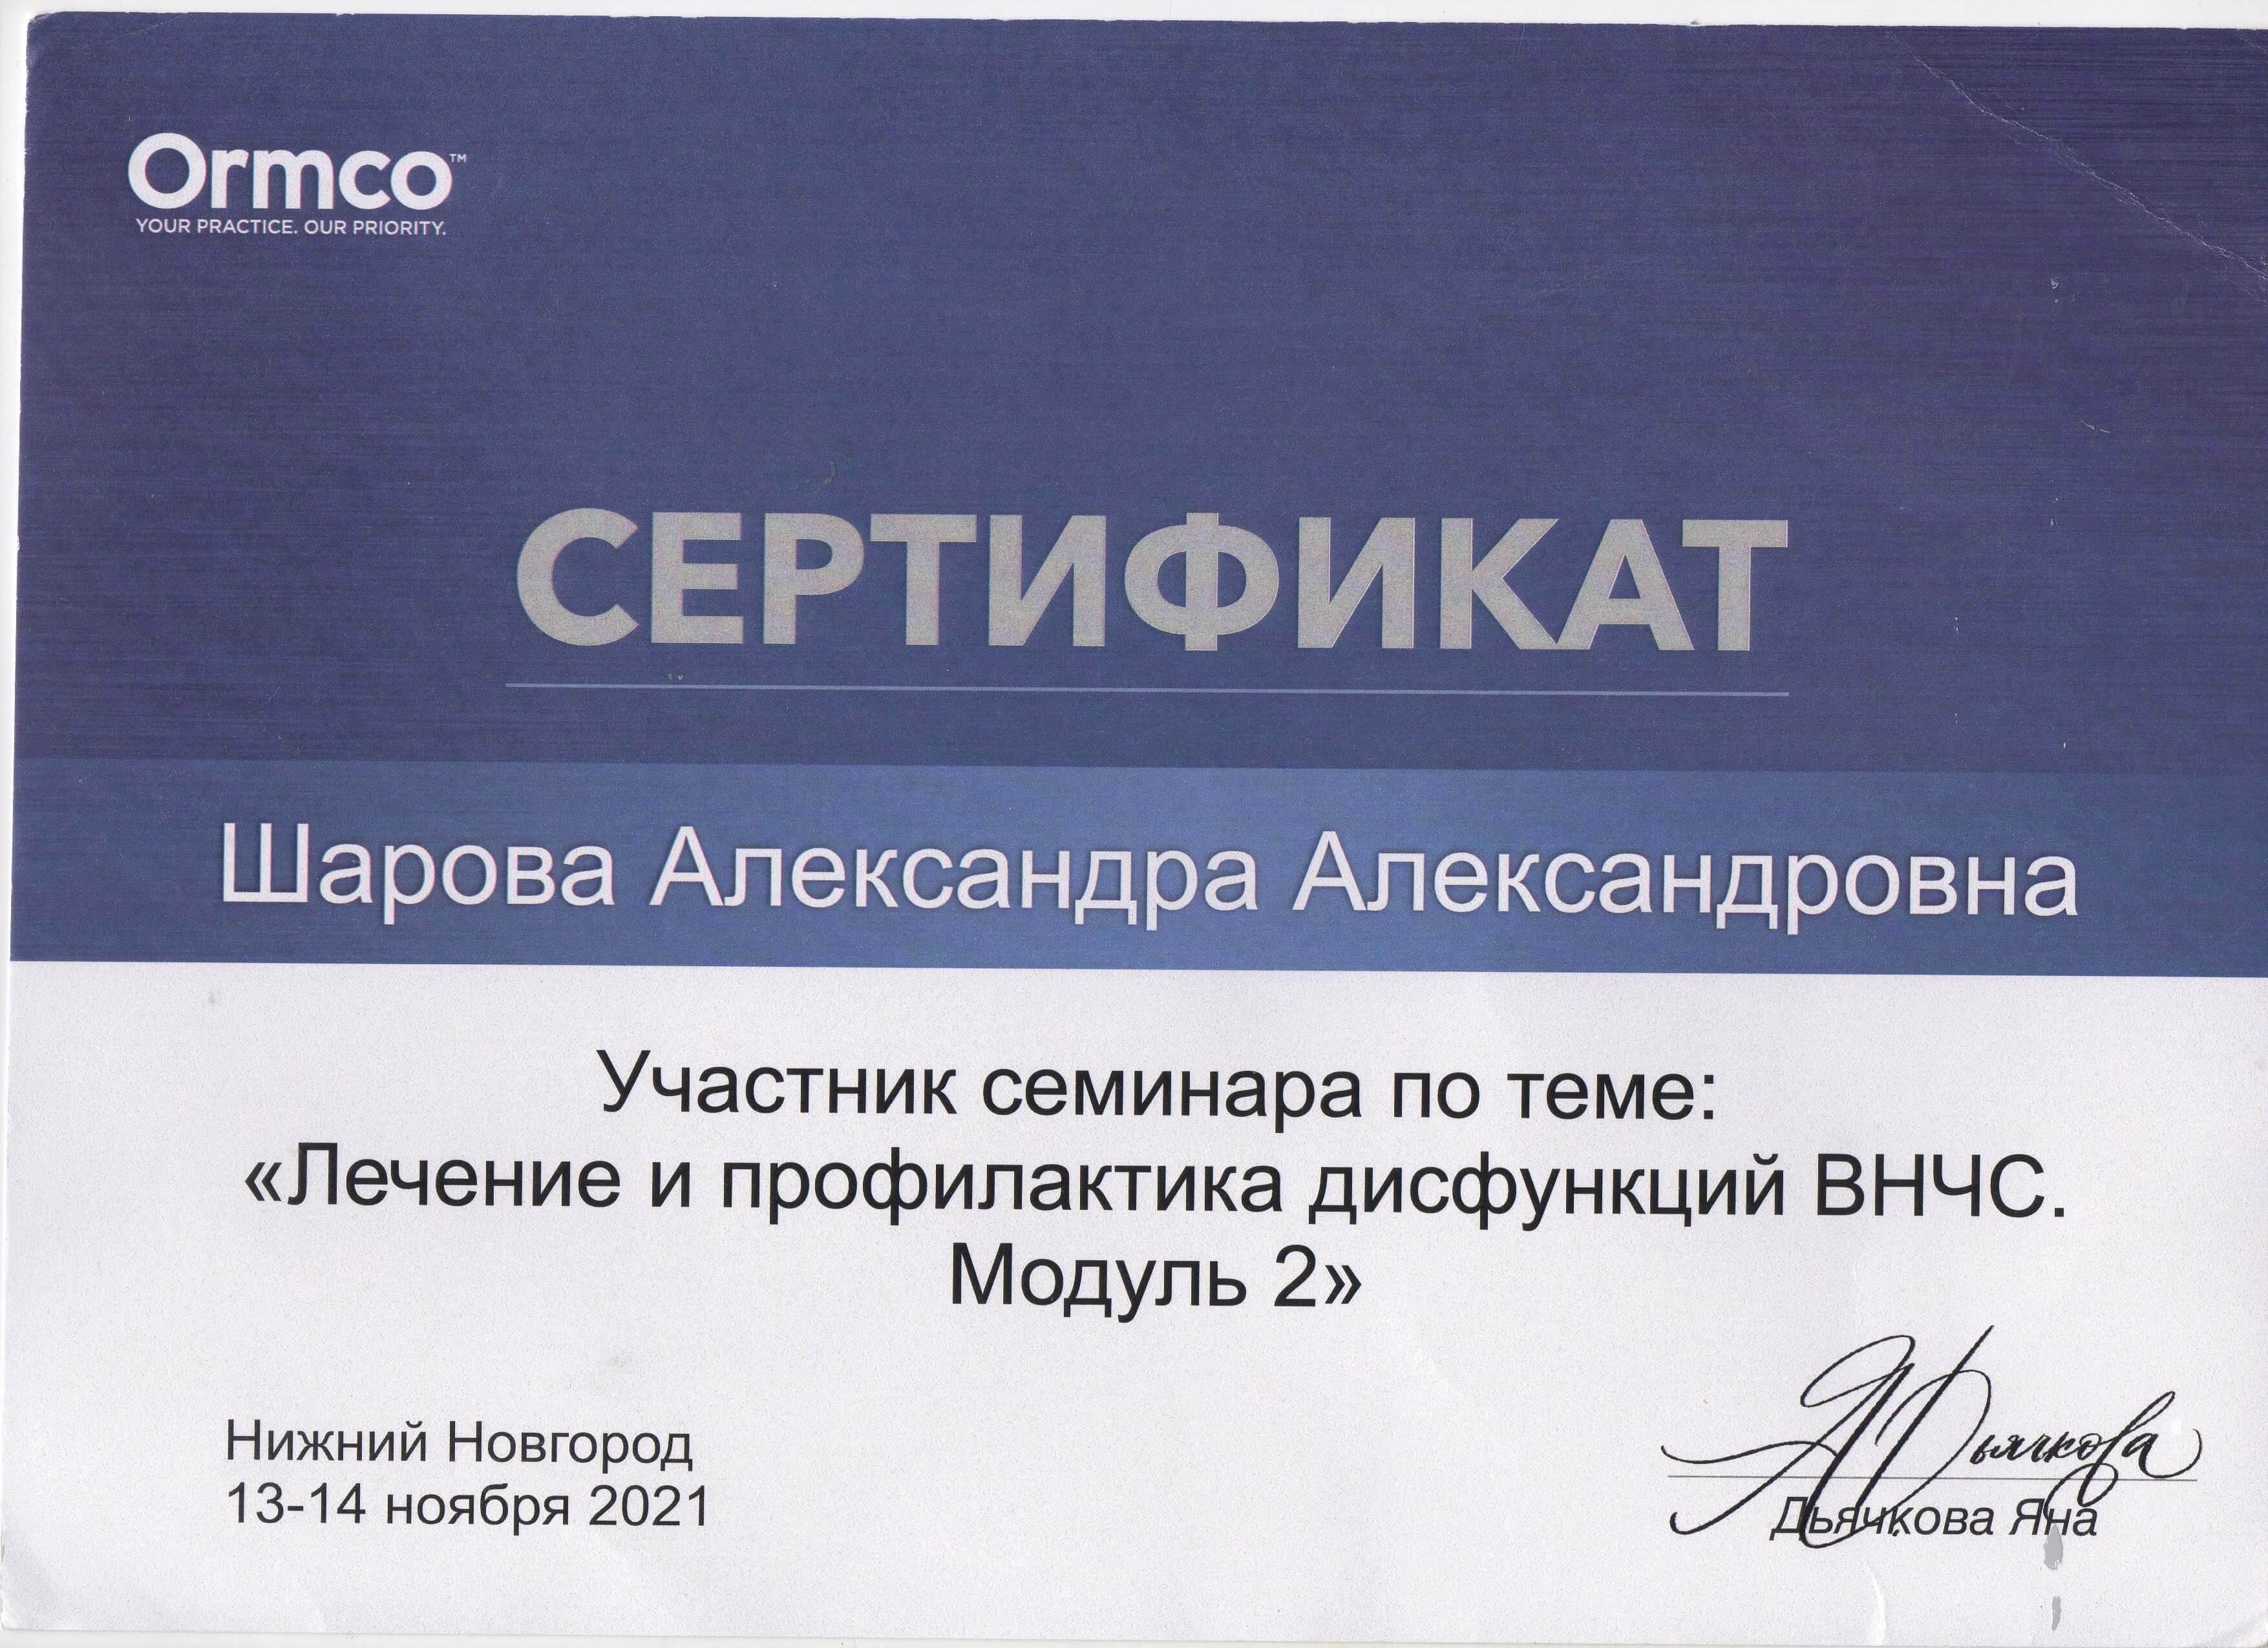 Ormco™
YOUR PRACTICE. OUR PRIORITY.
СЕРТИФИКАТ
Шарова Александра Александровна
Участник семинара по теме:
«Лечение и профилактика дисфункций ВНЧС.
Модуль 2»
Нижний Новгород
13-14 ноября 2021
ЯДьячкова
Дьячкова Яна